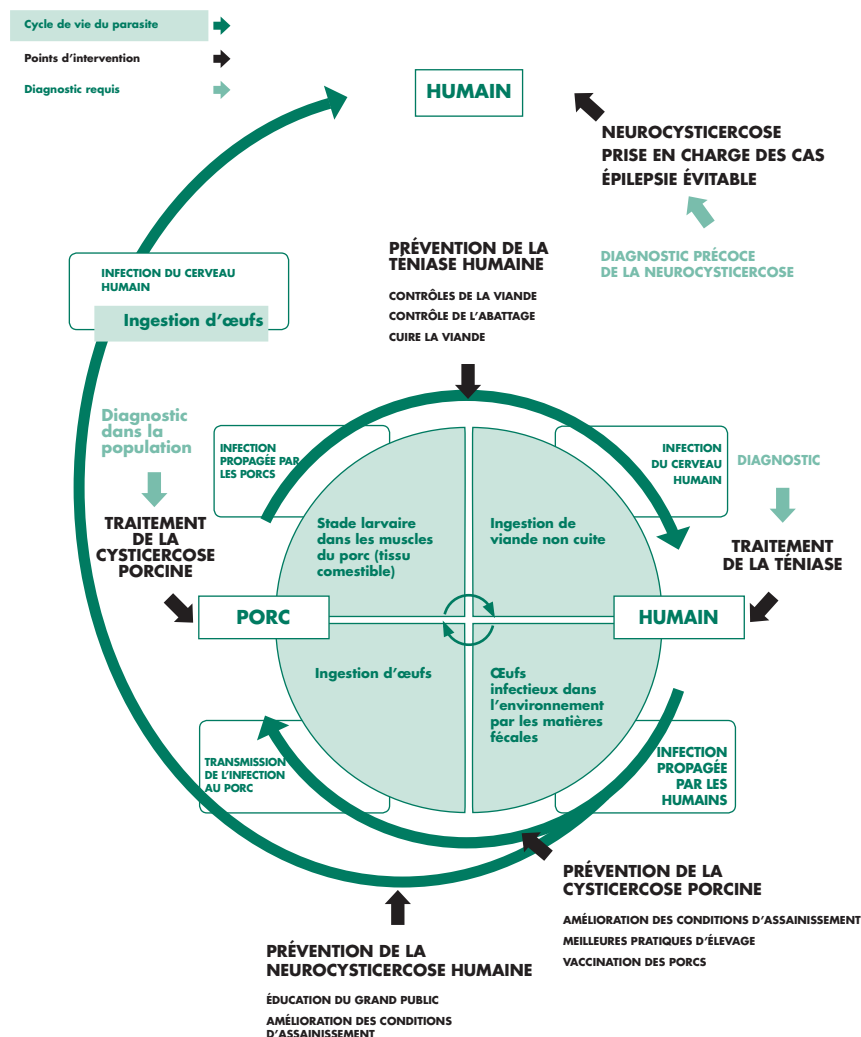 Cycle de vie du parasite
Points d'intervention
Diagnostic requis
HUMAIN
NEUROCYSTICERCOSE
PRISE EN CHARGE DES CAS
ÉPILEPSIE ÉVITABLE
DIAGNOSTIC PRÉCOCE
DE LA NEUROCYSTICERCOSE
PRÉVENTION DE LA
TÉNIASE HUMAINE
CONTRÔLES DE LA VIANDE
CONTRÔLE DE L'ABATTAGE
CUIRE LA VIANDE
INFECTION DU CERVEAU
HUMAIN
Ingestion d'œufs
Diagnostic
dans la
population
TRAITEMENT
DE LA
CYSTICERCOSE
PORCINE
INFECTION
PROPAGÉE PAR
LES PORCS
INFECTION
DU CERVEAU
HUMAIN
DIAGNOSTIC
TRAITEMENT
DE LA TÉNIASE
Stade larvaire
dans les muscles
du porc (tissu
comestible)
Ingestion de
viande non cuite
PORC
HUMAIN
Ingestion d'œufs
Œufs
infectieux dans
l'environnement
par les matières
fécales
TRANSMISSION
DE L'INFECTION
AU PORC
INFECTION
PROPAGÉE
PAR LES
HUMAINS
PRÉVENTION DE LA
CYSTICERCOSE PORCINE
AMÉLIORATION DES CONDITIONS D'ASSAINISSEMENT
MEILLEURES PRATIQUES D'ÉLEVAGE
VACCINATION DES PORCS
PRÉVENTION DE LA
NEUROCYSTICERCOSE HUMAINE
ÉDUCATION DU GRAND PUBLIC
AMÉLIORATION DES CONDITIONS
D'ASSAINISSEMENT